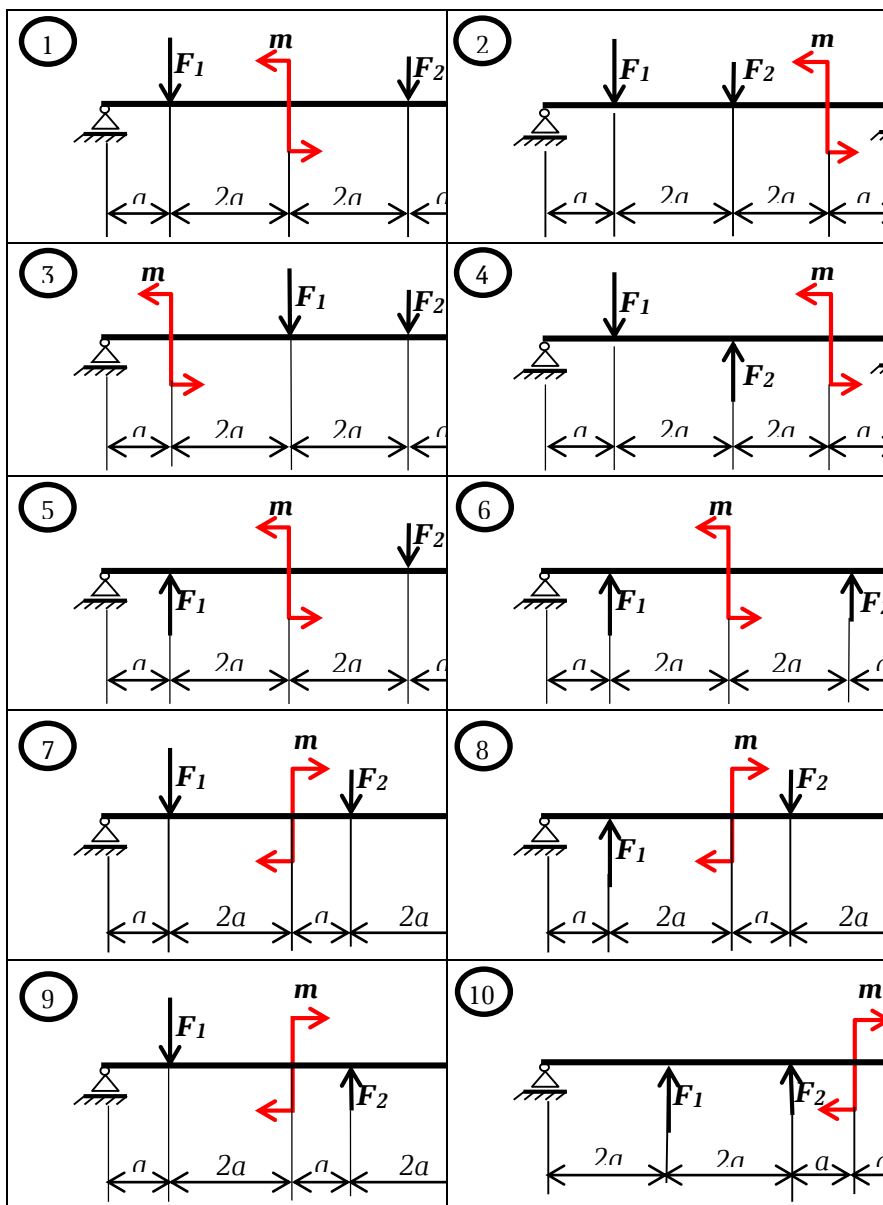 1 F1 m F2
a 2a 2a a
2 F1 F2 m
a 2a 2a a
3 m F1 F2
a 2a 2a a
4 F1 F2 m
a 2a 2a a
5 F1 m F2
a 2a 2a a
6 F1 m
a 2a 2a a
7 F1 m F2
a 2a a 2a
8 F1 m F2
a 2a a 2a
9 F1 m F2
a 2a a 2a
10 F1 F2 m
2a 2a a a